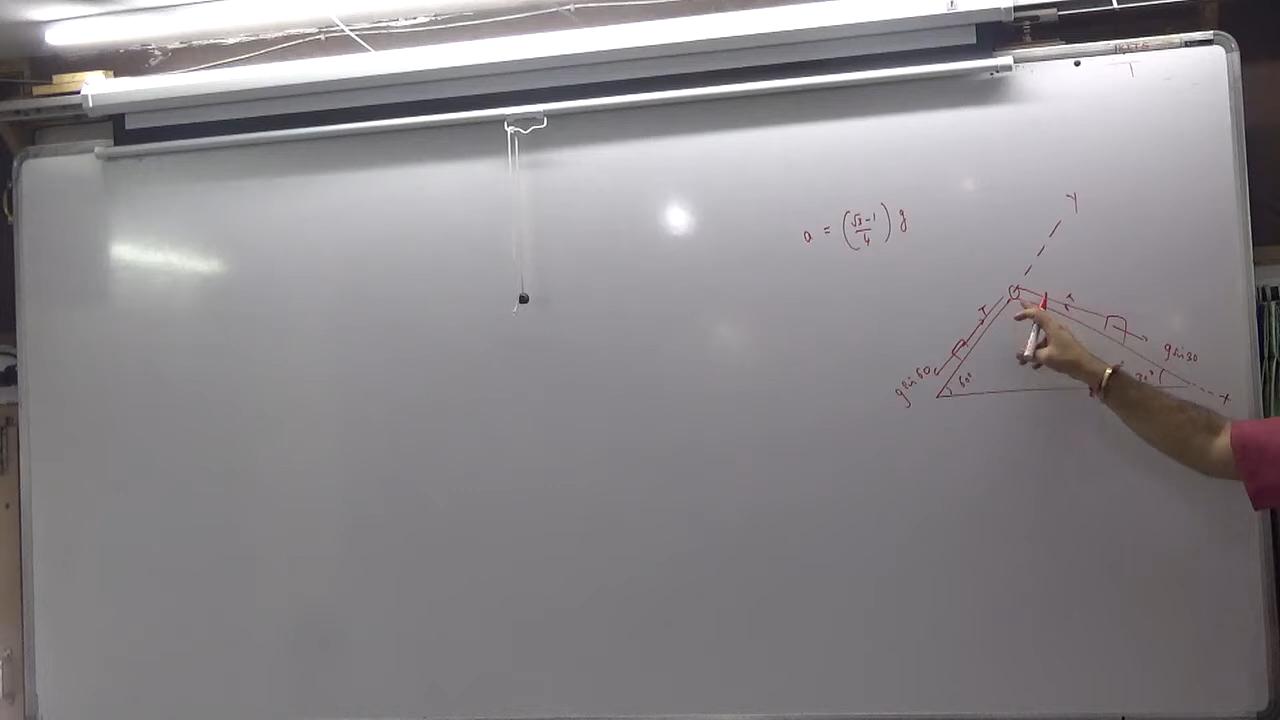 Y
a = (√3-1/4) g
T
T
g sin 30
g sin 60
60°
30°
X